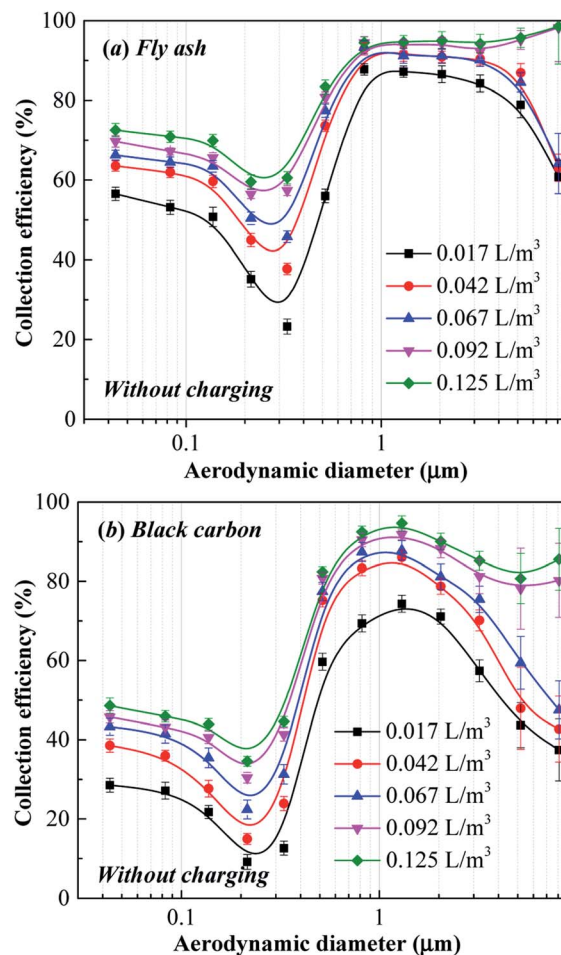 100
(a) Fly ash
80
60
40
20
0
Collection efficiency (%)
0.017 L/m³
0.042 L/m³
0.067 L/m³
0.092 L/m³
0.125 L/m³
Without charging
0.1
1
Aerodynamic diameter (μm)
100
(b) Black carbon
80
60
40
20
0
Collection efficiency (%)
0.017 L/m³
0.042 L/m³
0.067 L/m³
0.092 L/m³
0.125 L/m³
Without charging
0.1
1
Aerodynamic diameter (μm)